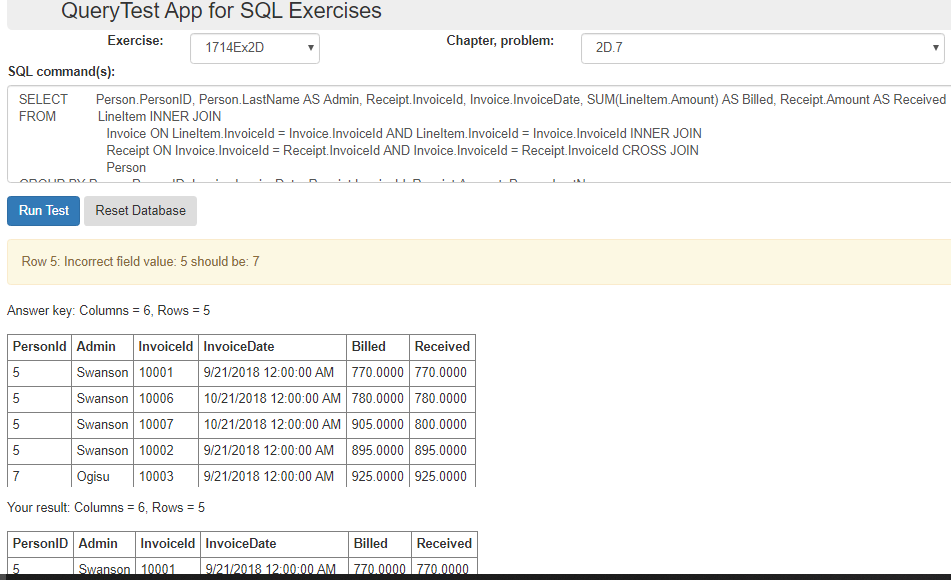 QueryTest App for SQL Exercises
Exercise: 1714Ex2D Chapter, problem: 2D.7
SQL command(s):
SELECT Person.PersonID, Person.LastName AS Admin, Receipt.InvoiceId, Invoice.InvoiceDate, SUM(LineItem.Amount) AS Billed, Receipt.Amount AS Received
FROM LineItem INNER JOIN
Invoice ON LineItem.InvoiceId = Invoice.InvoiceId AND LineItem.InvoiceId = Invoice.InvoiceId INNER JOIN
Receipt ON Invoice.InvoiceId = Receipt.InvoiceId AND Invoice.InvoiceId = Receipt.InvoiceId CROSS JOIN
Person
Run Test Reset Database
Row 5: Incorrect field value: 5 should be: 7
Answer key: Columns = 6, Rows = 5
PersonId Admin InvoiceId InvoiceDate Billed Received
5 Swanson 10001 9/21/2018 12:00:00 AM 770.0000 770.0000
5 Swanson 10006 10/21/2018 12:00:00 AM 780.0000 780.0000
5 Swanson 10007 10/21/2018 12:00:00 AM 905.0000 800.0000
5 Swanson 10002 9/21/2018 12:00:00 AM 895.0000 895.0000
7 Ogisu 10003 9/21/2018 12:00:00 AM 925.0000 925.0000
Your result: Columns = 6, Rows = 5
PersonID Admin InvoiceId InvoiceDate Billed Received
5 Swanson 10001 9/21/2018 12:00:00 AM 770.0000 770.0000